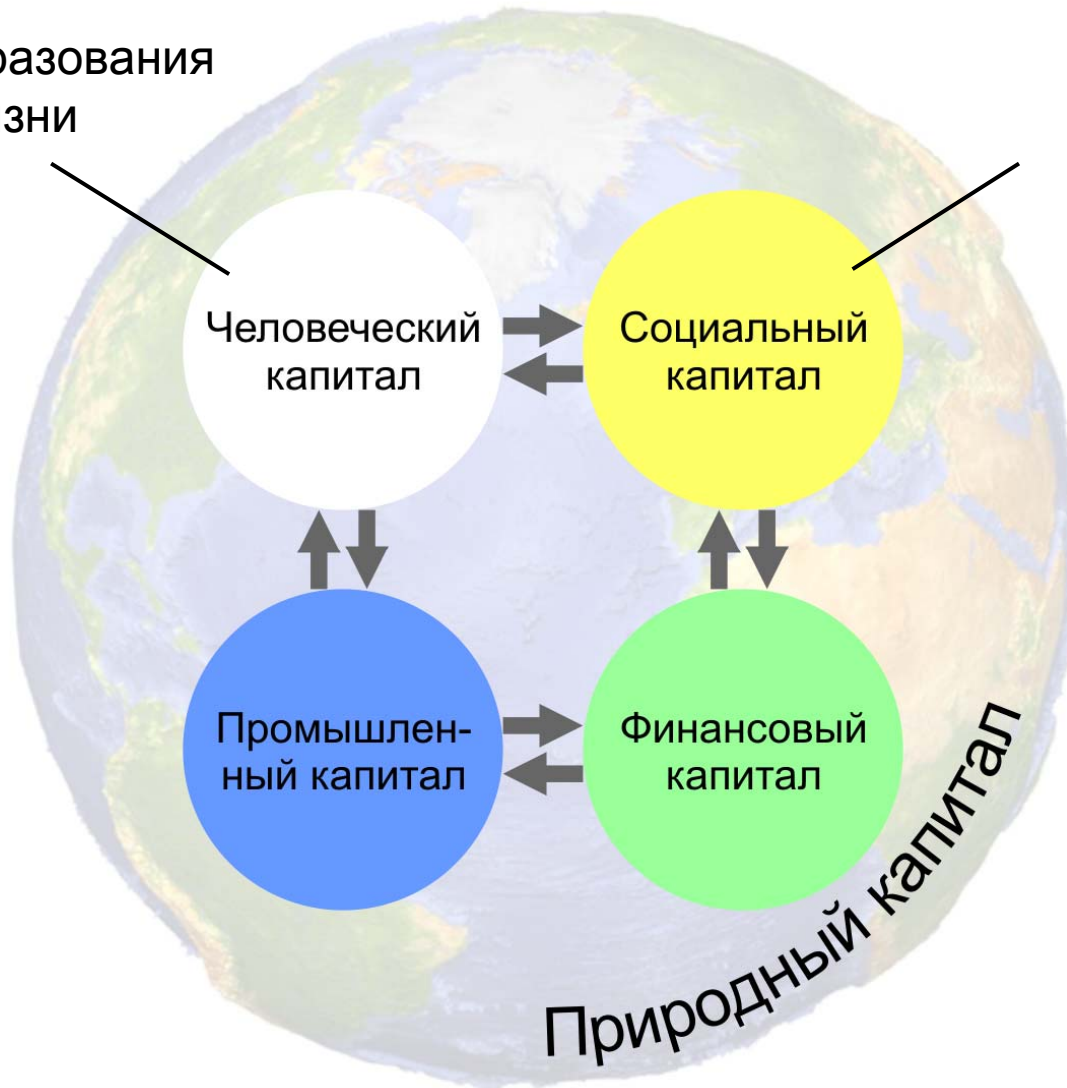 разования
зни
Человеческий
капитал
Социальный
капитал
Промышлен-
ный капитал
Финансовый
капитал
Природный капитал